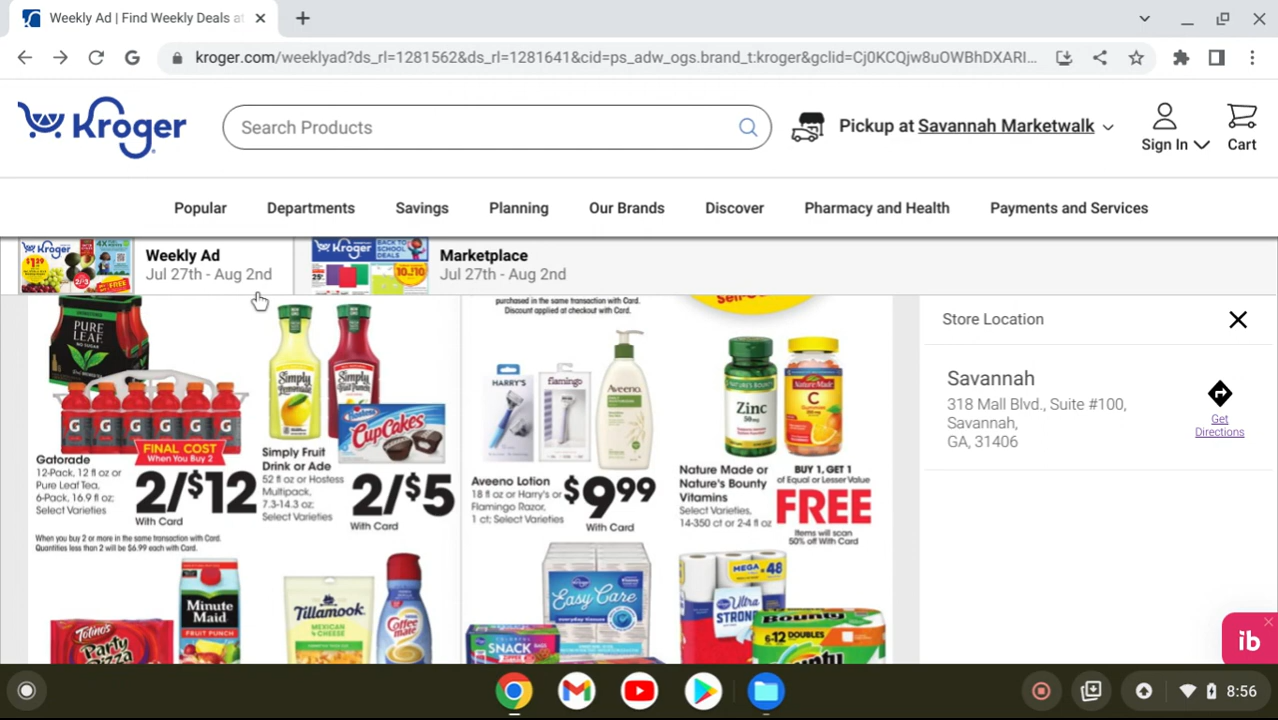 Weekly Ad | Find Weekly Deals at
kroger.com/weeklyad?ds_rl=1281562&ds_rl=1281641&cid=ps_adw_ogs.brand_t:kroger&gclid=Cj0KCQjw8uOWBhDXARI...
Kroger
Search Products
Pickup at Savannah Marketwalk
Sign In
Cart
Popular
Departments
Savings
Planning
Our Brands
Discover
Pharmacy and Health
Payments and Services
Weekly Ad
Jul 27th - Aug 2nd
Marketplace
Jul 27th - Aug 2nd
purchased in the same transaction with Card.
Discount applied at checkout with Card.
Store Location
Savannah
318 Mall Blvd., Suite #100,
Savannah,
GA, 31406
Get
Directions
PURE
LEAF
Simply
Simply
CupCakes
FINAL COST
When You Buy 2
Gatorade
12-Pack, 12 fl oz or
Pure Leaf Tea,
6-Pack, 16.9 fl oz;
Select Varieties
2/$12
With Card
When you buy 2 or more in the same transaction with Card.
Quantities less than 2 will be $6.99 each with Card.
Simply Fruit
Drink or Ade
52 fl oz or Hostess
Multipack,
7.3-14.3 oz;
Select Varieties
2/$5
With Card
HARRY'S
flamingo
Aveeno
Aveeno Lotion
18 fl oz or Harry's or
Flamingo Razor,
1 ct; Select Varieties
$9.99
With Card
Zinc
C
Nature Made or
Nature's Bounty
Vitamins
Select Varieties,
14-350 ct or 2-4 fl oz
BUY 1, GET 1
of Equal or Lesser Value
FREE
Items will scan
50% off With Card
Totino's
Party
Pizza
Minute
Maid
FRUIT PUNCH
Tillamook
MEXICAN
4 CHEESE
Coffee
mate
Easy Care
SNACK
MEGA 48
Ultra
STRONG
6=12 DOUBLES
Bounty
ib
8:56